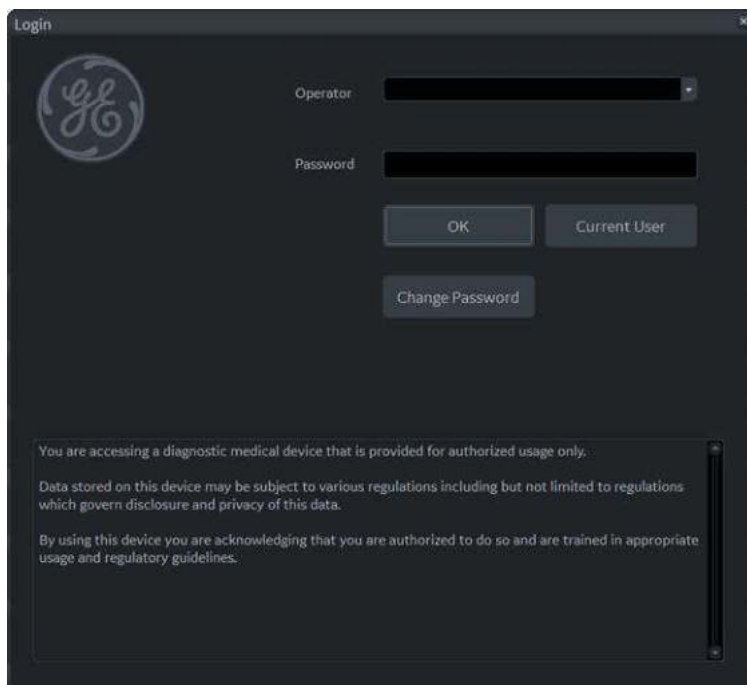 Login
GE
Operator
Password
OK
Current User
Change Password
You are accessing a diagnostic medical device that is provided for authorized usage only.
Data stored on this device may be subject to various regulations including but not limited to regulations
which govern disclosure and privacy of this data.
By using this device you are acknowledging that you are authorized to do so and are trained in appropriate
usage and regulatory guidelines.